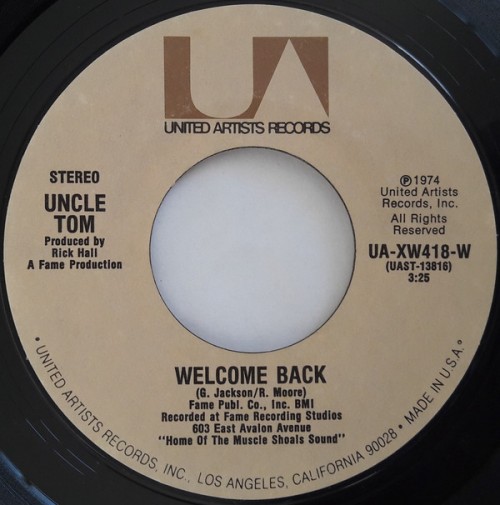 UA
UNITED ARTISTS RECORDS
STEREO
UNCLE
TOM
Produced by
Rick Hall
A Fame Production
℗1974
United Artists
Records, Inc.
All Rights
Reserved
UA-XW418-W
(UAST-13816)
3:25
WELCOME BACK
(G. Jackson/R. Moore)
Fame Publ. Co., Inc. BMI
Recorded at Fame Recording Studios
603 East Avalon Avenue
"Home Of The Muscle Shoals Sound"
• UNITED ARTISTS RECORDS, INC., LOS ANGELES, CALIFORNIA 90028 • MADE IN U.S.A.